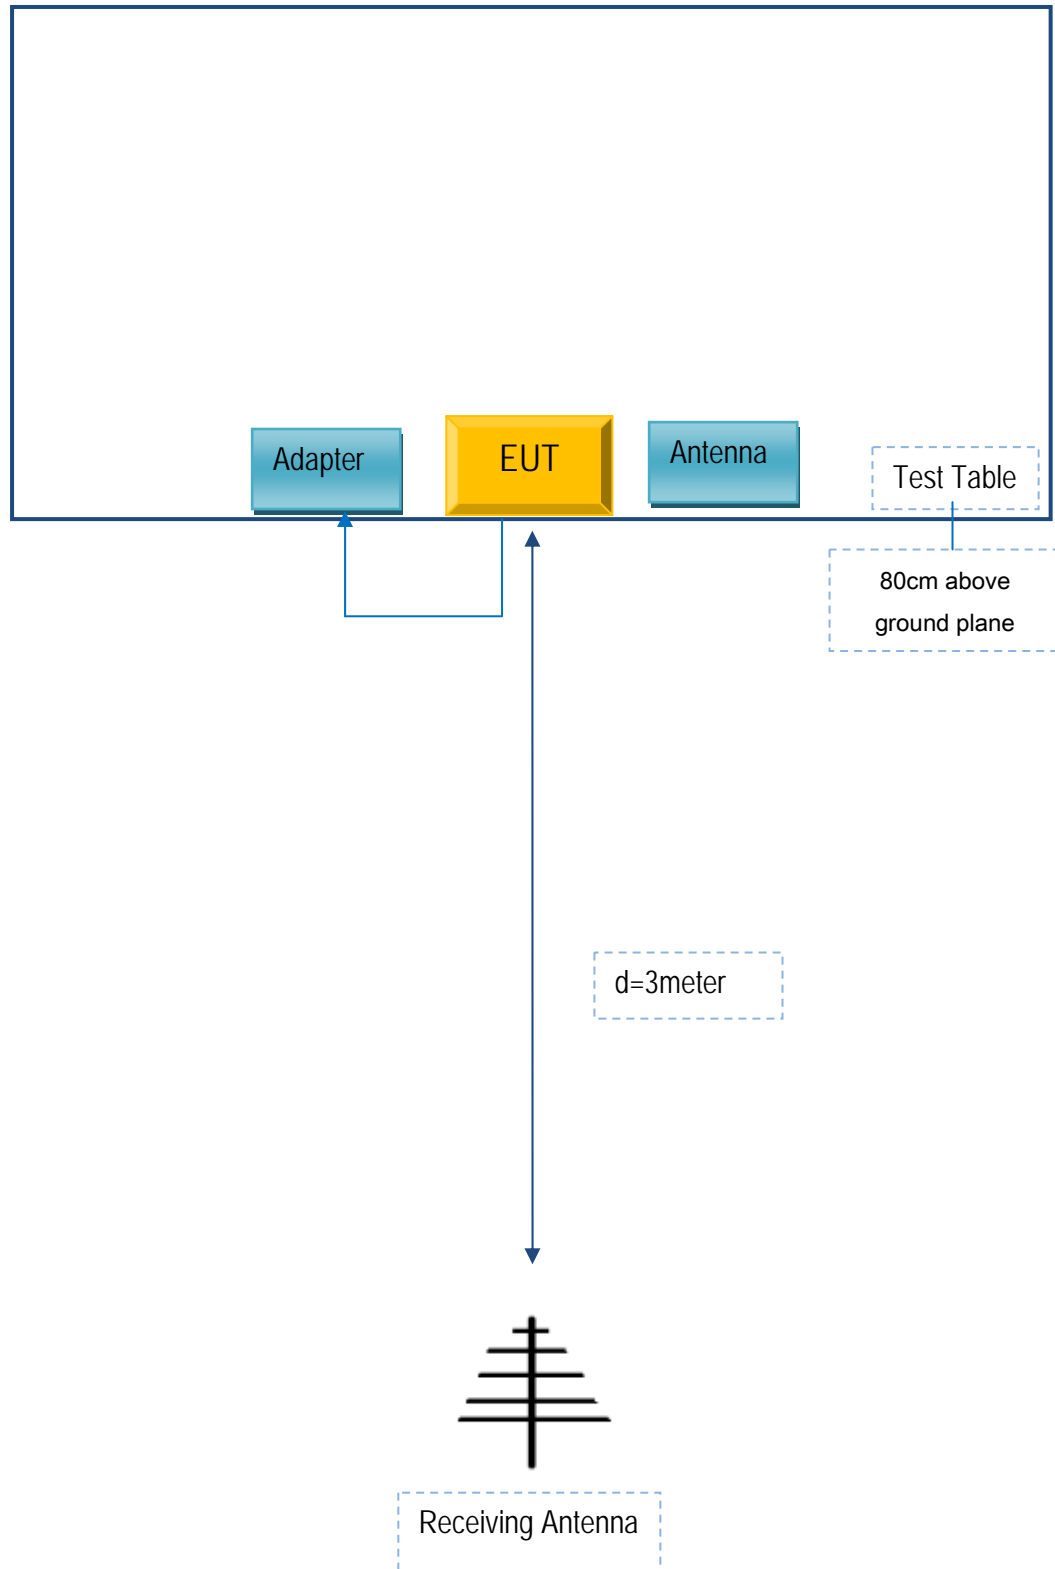 Adapter
EUT
Antenna
Test Table
80cm above
ground plane
d=3meter
Receiving Antenna